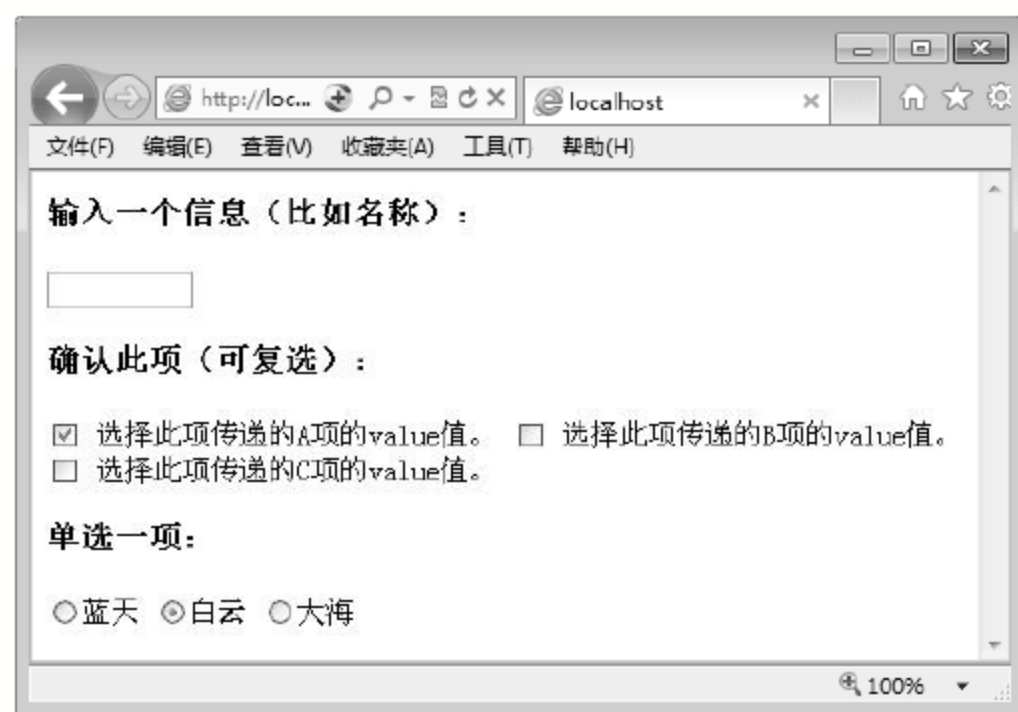 http://loc...
localhost
文件(F) 编辑(E) 查看(V) 收藏夹(A) 工具(T) 帮助(H)
输入一个信息（比如名称）：
确认此项（可复选）：
选择此项传递的A项的value值。 选择此项传递的B项的value值。
选择此项传递的C项的value值。
单选一项：
蓝天 白云 大海
100%